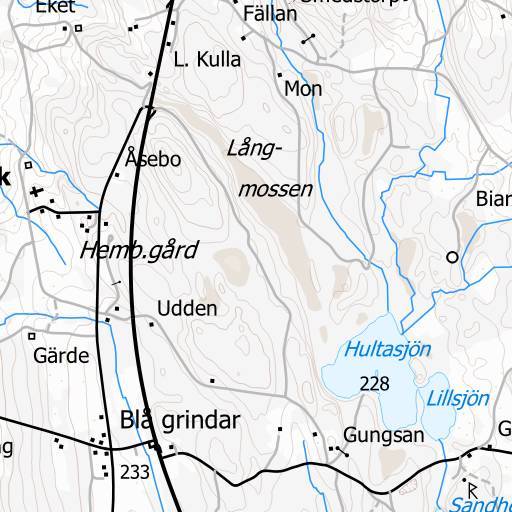 Eket
Fällan
L. Kulla
Mon
Lång-
Åsebo
mossen
k
Bian
Hemb.gård
Udden
Hultasjön
Gärde
228
Lillsjön
Blå grindar
Gungsan
G
g
233
R
Sandh